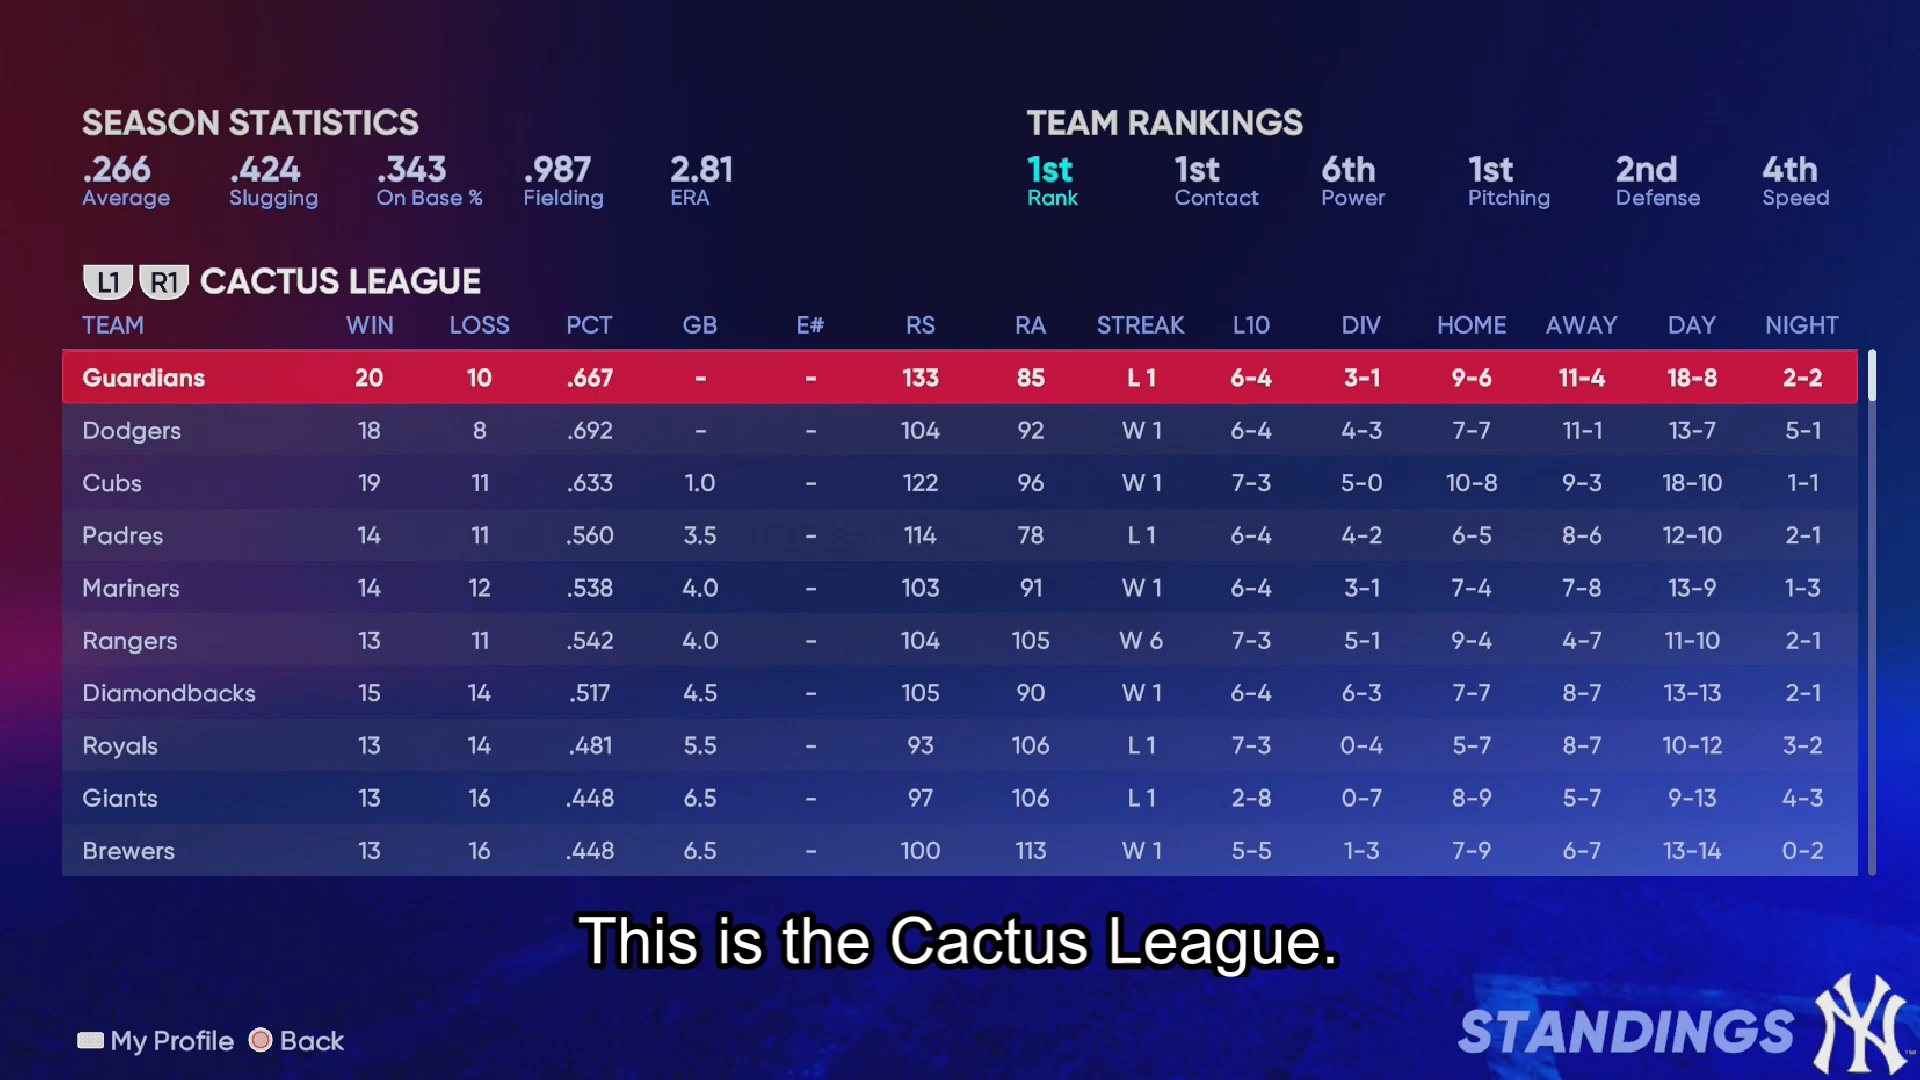 SEASON STATISTICS
.266 .424 .343 .987 2.81
Average Slugging On Base % Fielding ERA
TEAM RANKINGS
1st 1st 6th 1st 2nd 4th
Rank Contact Power Pitching Defense Speed
L1 R1 CACTUS LEAGUE
TEAM WIN LOSS PCT GB E# RS RA STREAK L10 DIV HOME AWAY DAY NIGHT
Guardians 20 10 .667 - - 133 85 L 1 6-4 3-1 9-6 11-4 18-8 2-2
Dodgers 18 8 .692 - - 104 92 W 1 6-4 4-3 7-7 11-1 13-7 5-1
Cubs 19 11 .633 1.0 - 122 96 W 1 7-3 5-0 10-8 9-3 18-10 1-1
Padres 14 11 .560 3.5 - 114 78 L 1 6-4 4-2 6-5 8-6 12-10 2-1
Mariners 14 12 .538 4.0 - 103 91 W 1 6-4 3-1 7-4 7-8 13-9 1-3
Rangers 13 11 .542 4.0 - 104 105 W 6 7-3 5-1 9-4 4-7 11-10 2-1
Diamondbacks 15 14 .517 4.5 - 105 90 W 1 6-4 6-3 7-7 8-7 13-13 2-1
Royals 13 14 .481 5.5 - 93 106 L 1 7-3 0-4 5-7 8-7 10-12 3-2
Giants 13 16 .448 6.5 - 97 106 L 1 2-8 0-7 8-9 5-7 9-13 4-3
Brewers 13 16 .448 6.5 - 100 113 W 1 5-5 1-3 7-9 6-7 13-14 0-2
This is the Cactus League.
My Profile Back
STANDINGS NY